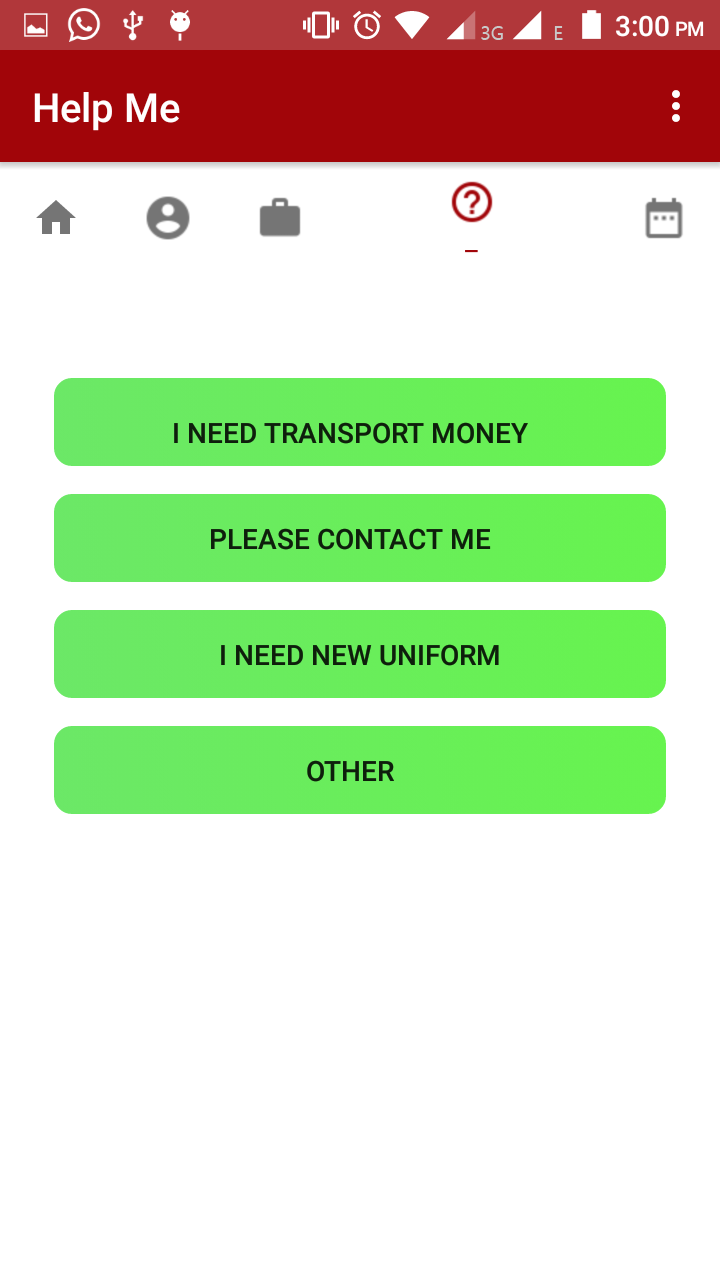 3G E 3:00 PM
Help Me
I NEED TRANSPORT MONEY
PLEASE CONTACT ME
I NEED NEW UNIFORM
OTHER